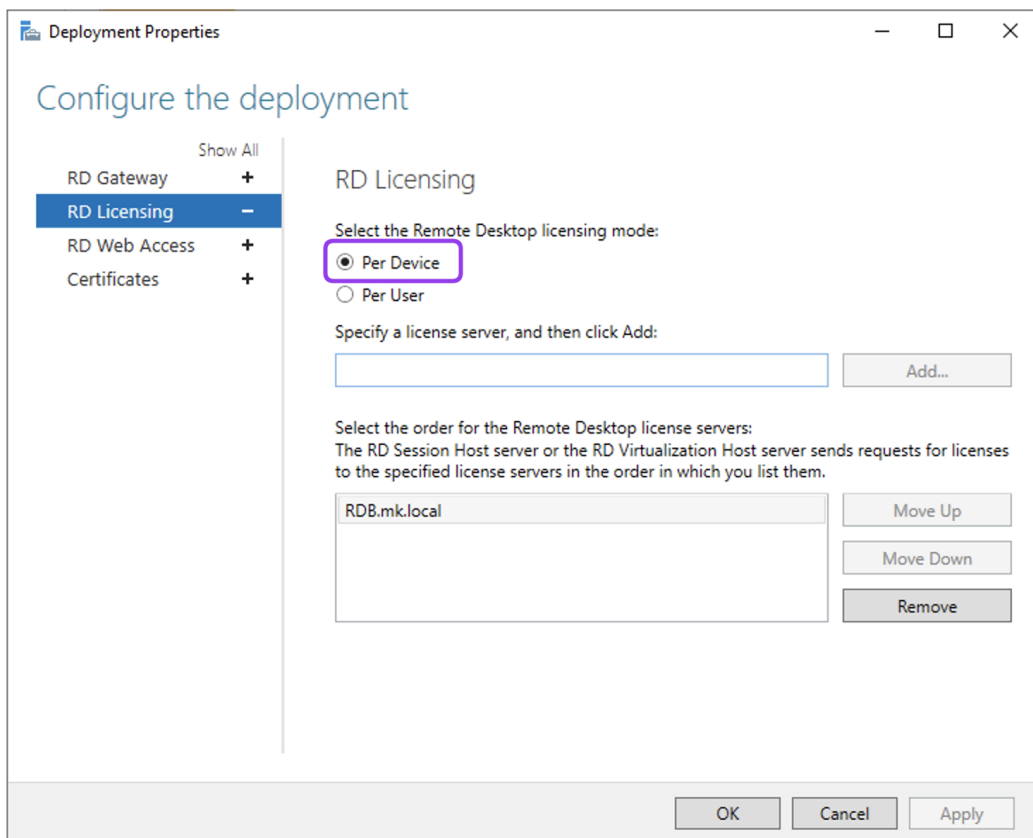 Deployment Properties
Configure the deployment
Show All
RD Gateway +
RD Licensing –
RD Web Access +
Certificates +
RD Licensing
Select the Remote Desktop licensing mode:
Per Device
Per User
Specify a license server, and then click Add:
Add...
Select the order for the Remote Desktop license servers:
The RD Session Host server or the RD Virtualization Host server sends requests for licenses
to the specified license servers in the order in which you list them.
RDB.mk.local
Move Up
Move Down
Remove
OK
Cancel
Apply